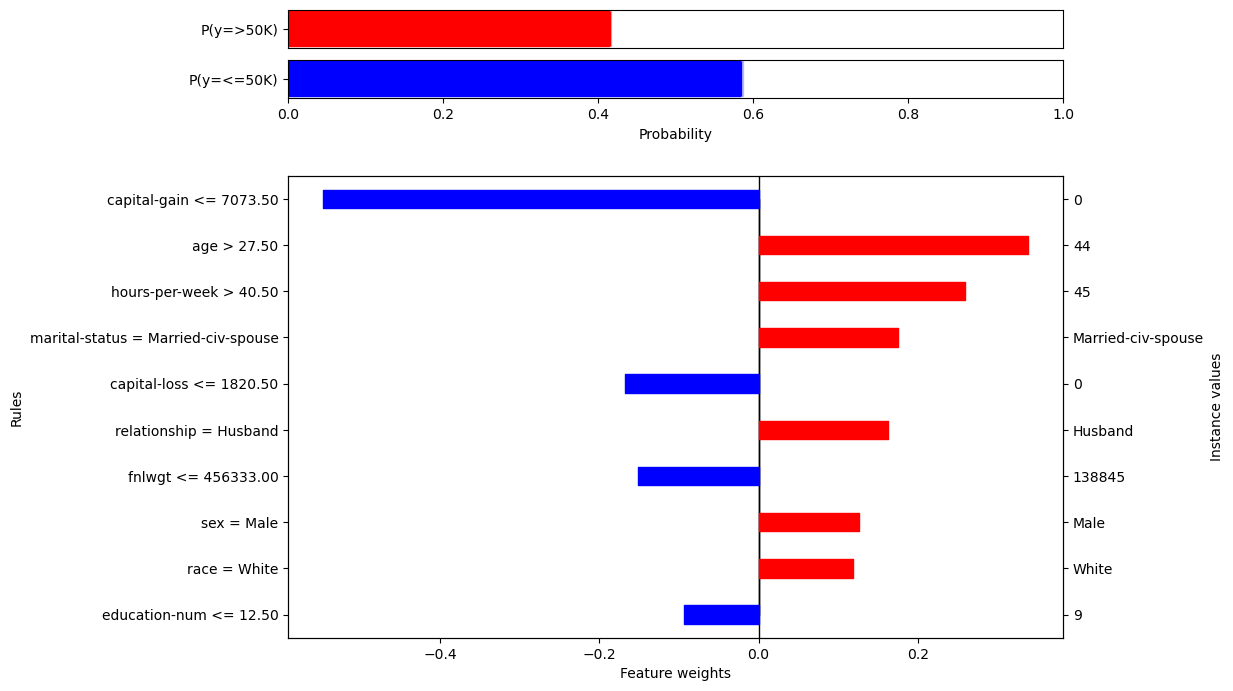 P(y=>50K)
P(y=<=50K)
0.0 0.2 0.4 0.6 0.8 1.0
Probability
capital-gain <= 7073.50 0
age > 27.50 44
hours-per-week > 40.50 45
marital-status = Married-civ-spouse Married-civ-spouse
capital-loss <= 1820.50 0
relationship = Husband Husband
fnlwgt <= 456333.00 138845
sex = Male Male
race = White White
education-num <= 12.50 9
Rules
Instance values
−0.4 −0.2 0.0 0.2
Feature weights